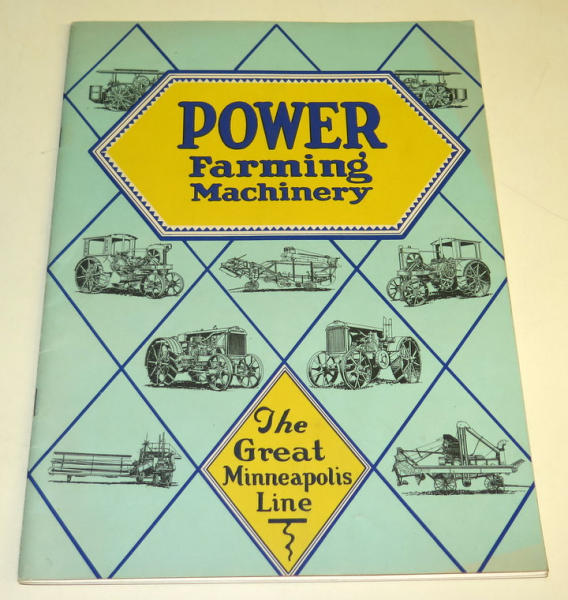 POWER
Farming
Machinery
The
Great
Minneapolis
Line